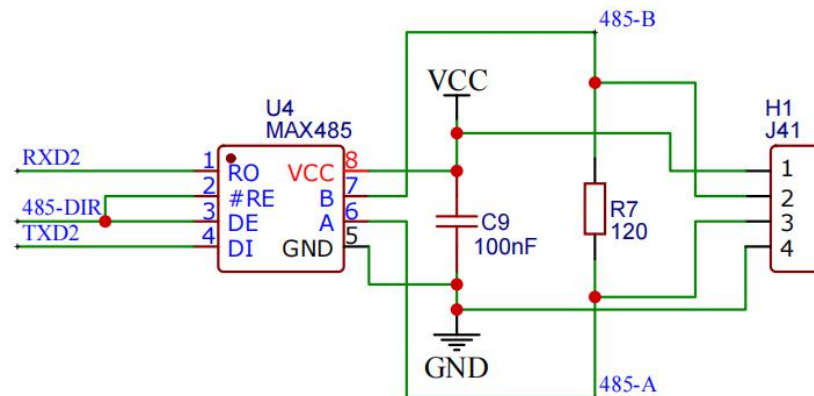 485-B
VCC
U4
MAX485
H1
J41
RXD2
1 RO VCC 8
1
2 #RE B 7
2
485-DIR
3 DE A 6
C9
R7
3
TXD2
100nF
120
4 DI GND 5
4
GND
485-A